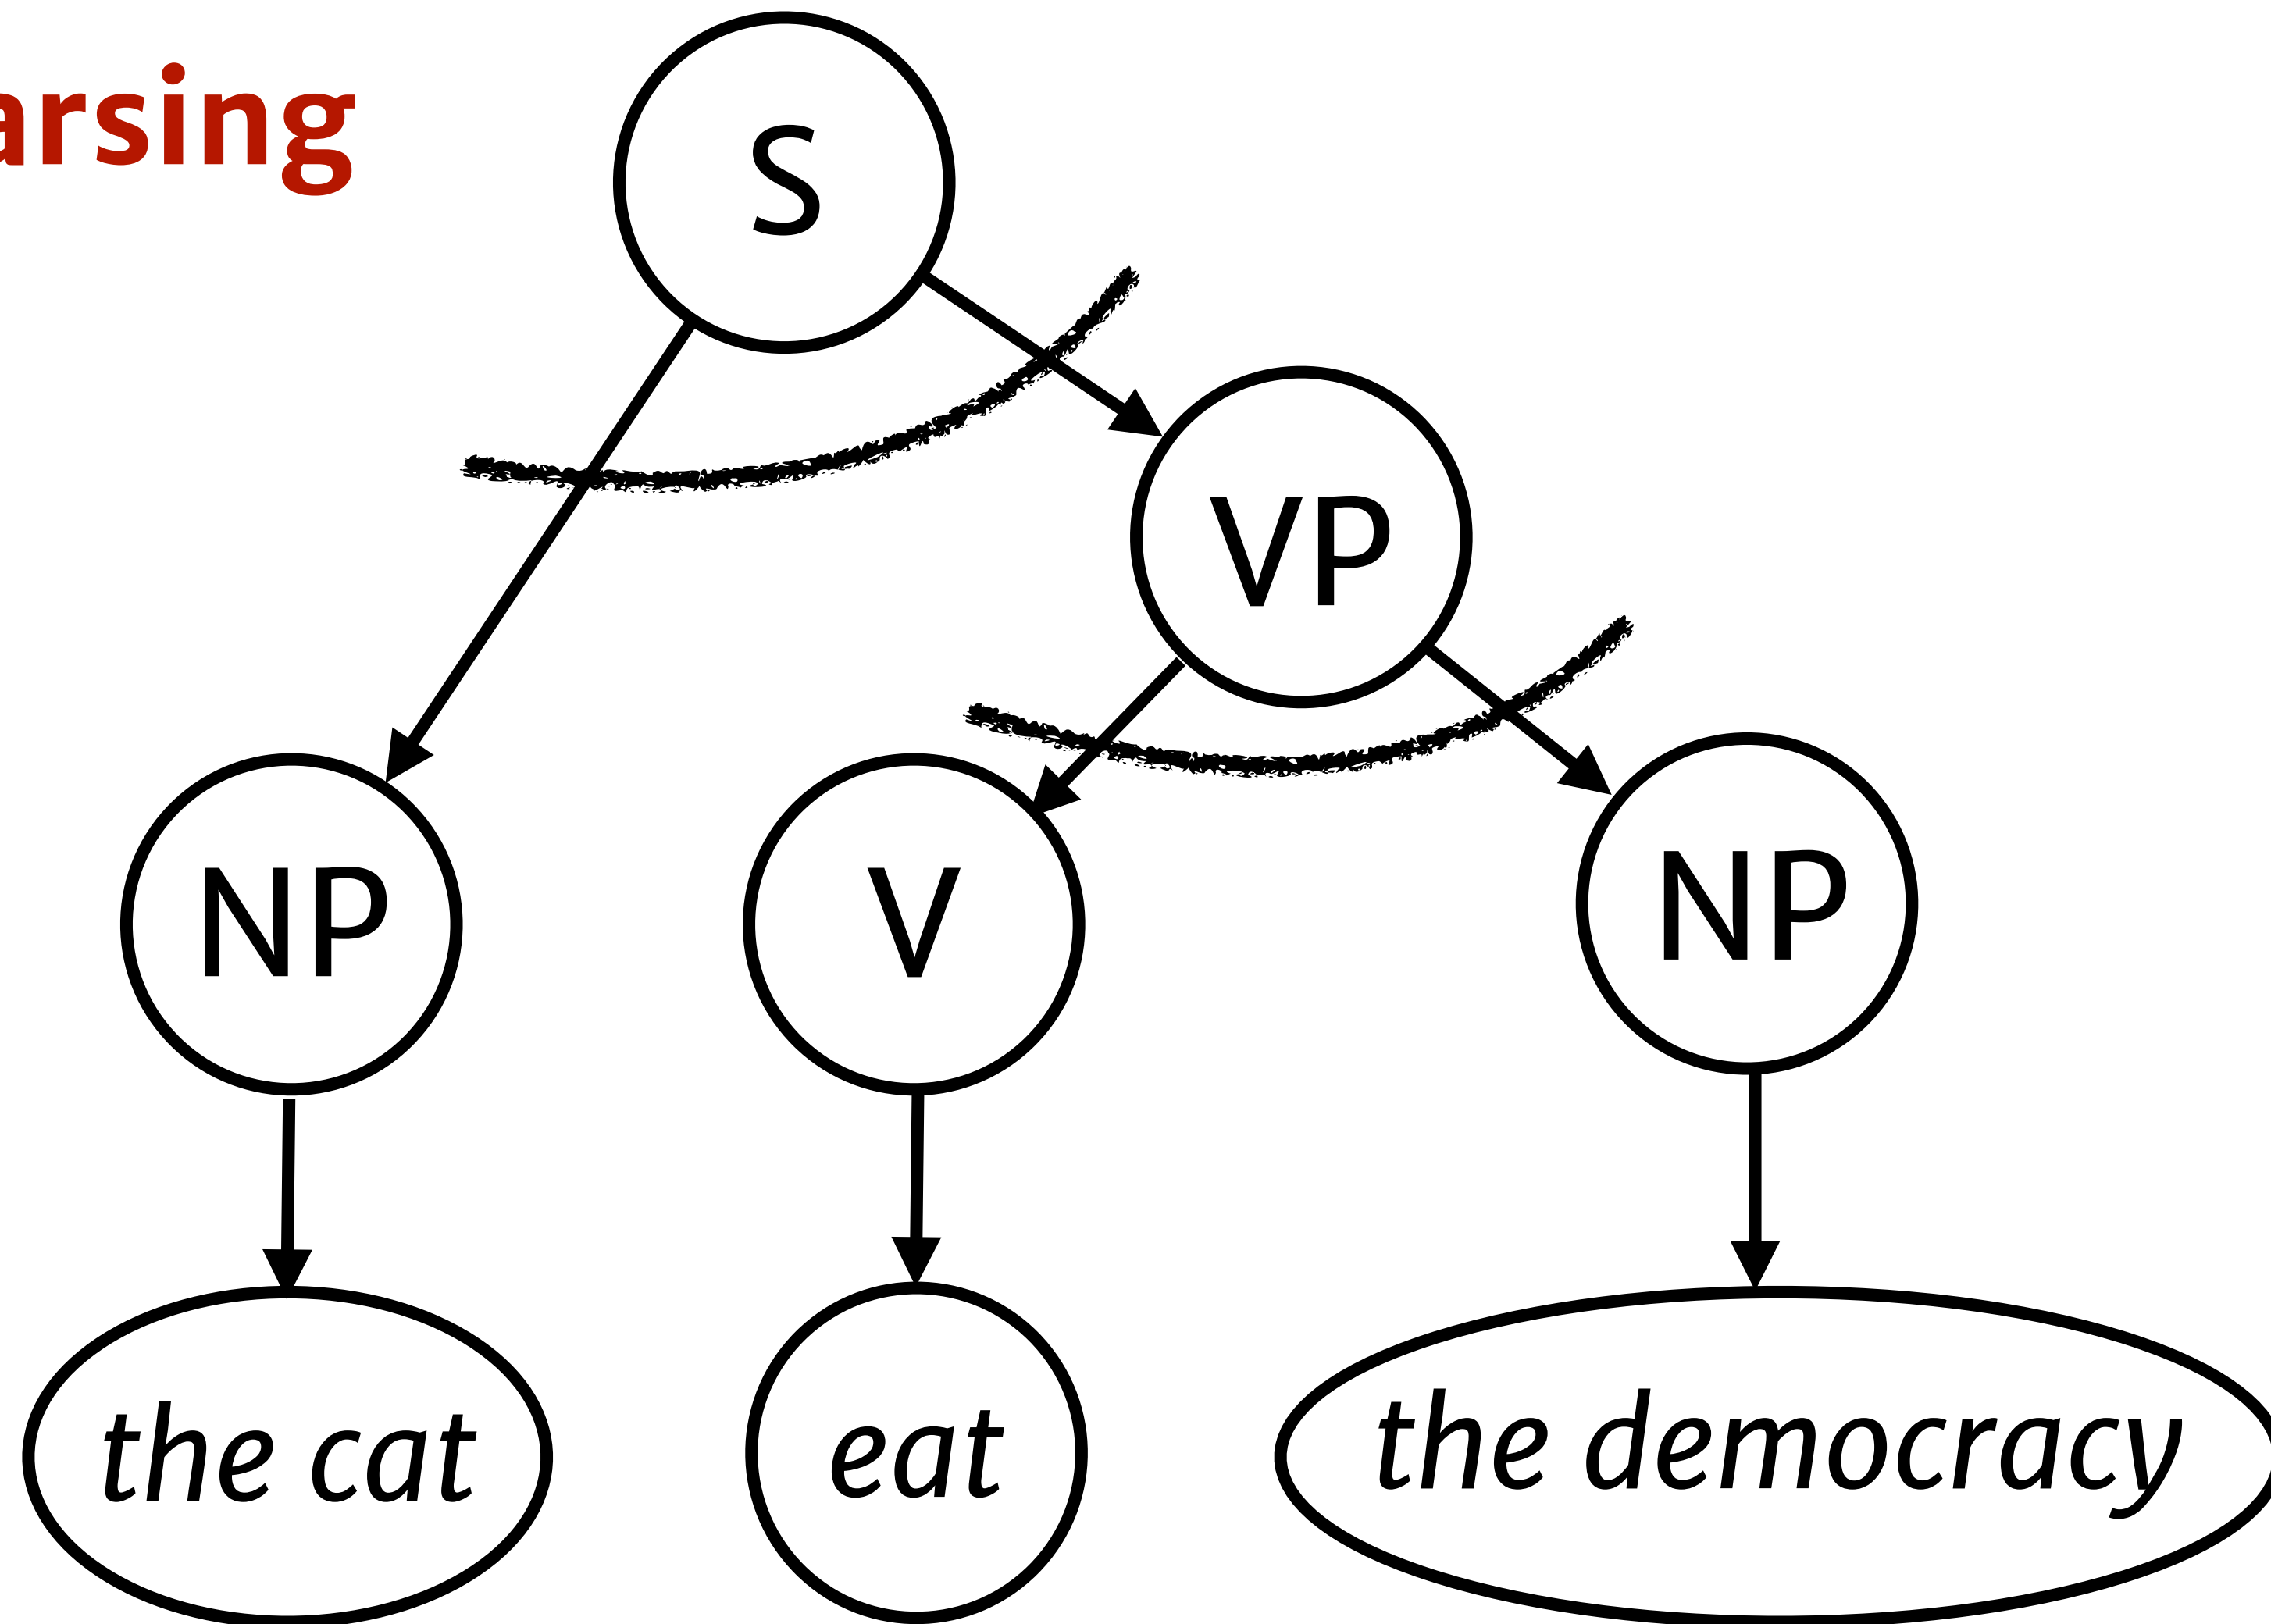 arsing
S
VP
NP
V
NP
the cat
eat
the democracy